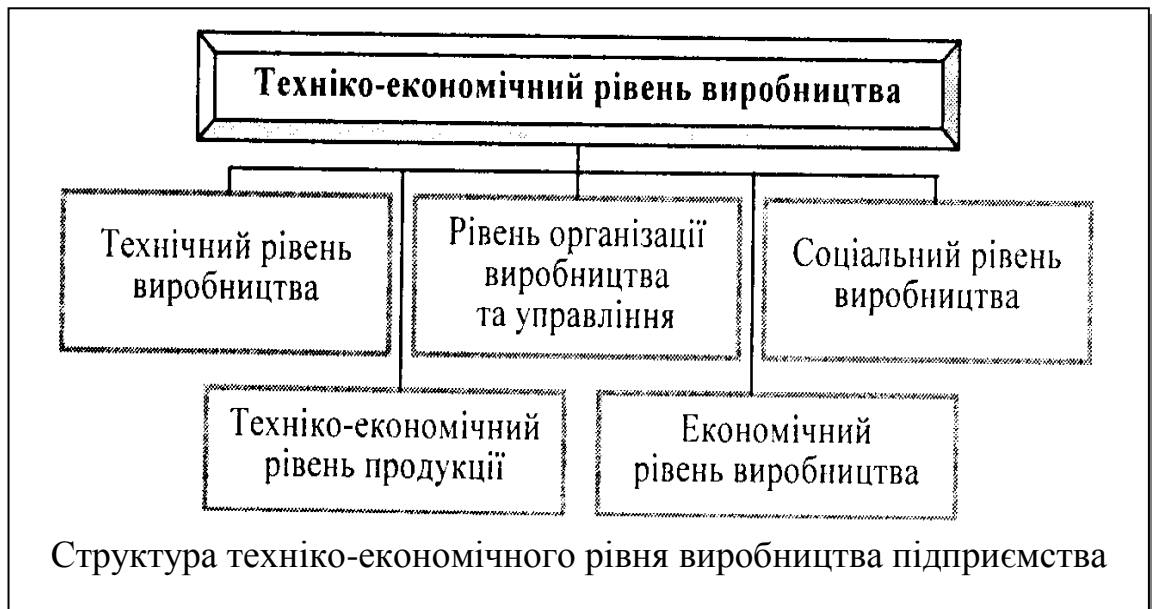 Техніко-економічний рівень виробництва
Технічний рівень
виробництва
Рівень організації
виробництва
та управління
Соціальний рівень
виробництва
Техніко-економічний
рівень продукції
Економічний
рівень виробництва
Структура техніко-економічного рівня виробництва підприємства